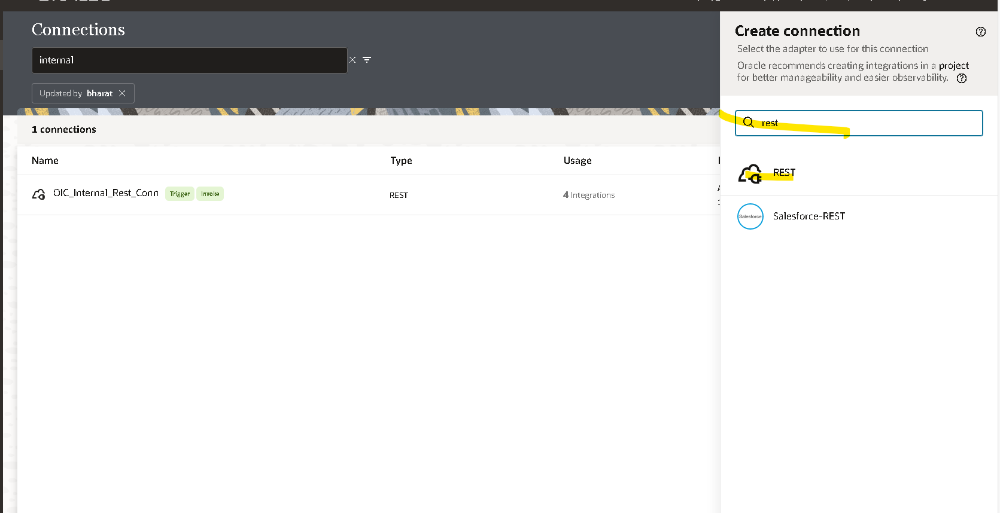 Connections
internal
Updated by bharat
1 connections
Name Type Usage
OIC_Internal_Rest_Conn Trigger Invoke REST 4 Integrations
Create connection
Select the adapter to use for this connection
Oracle recommends creating integrations in a project
for better manageability and easier observability.
rest
REST
Salesforce
Salesforce-REST